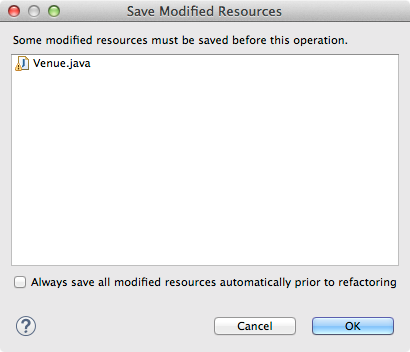 Save Modified Resources
Some modified resources must be saved before this operation.
J Venue.java
Always save all modified resources automatically prior to refactoring
? Cancel OK